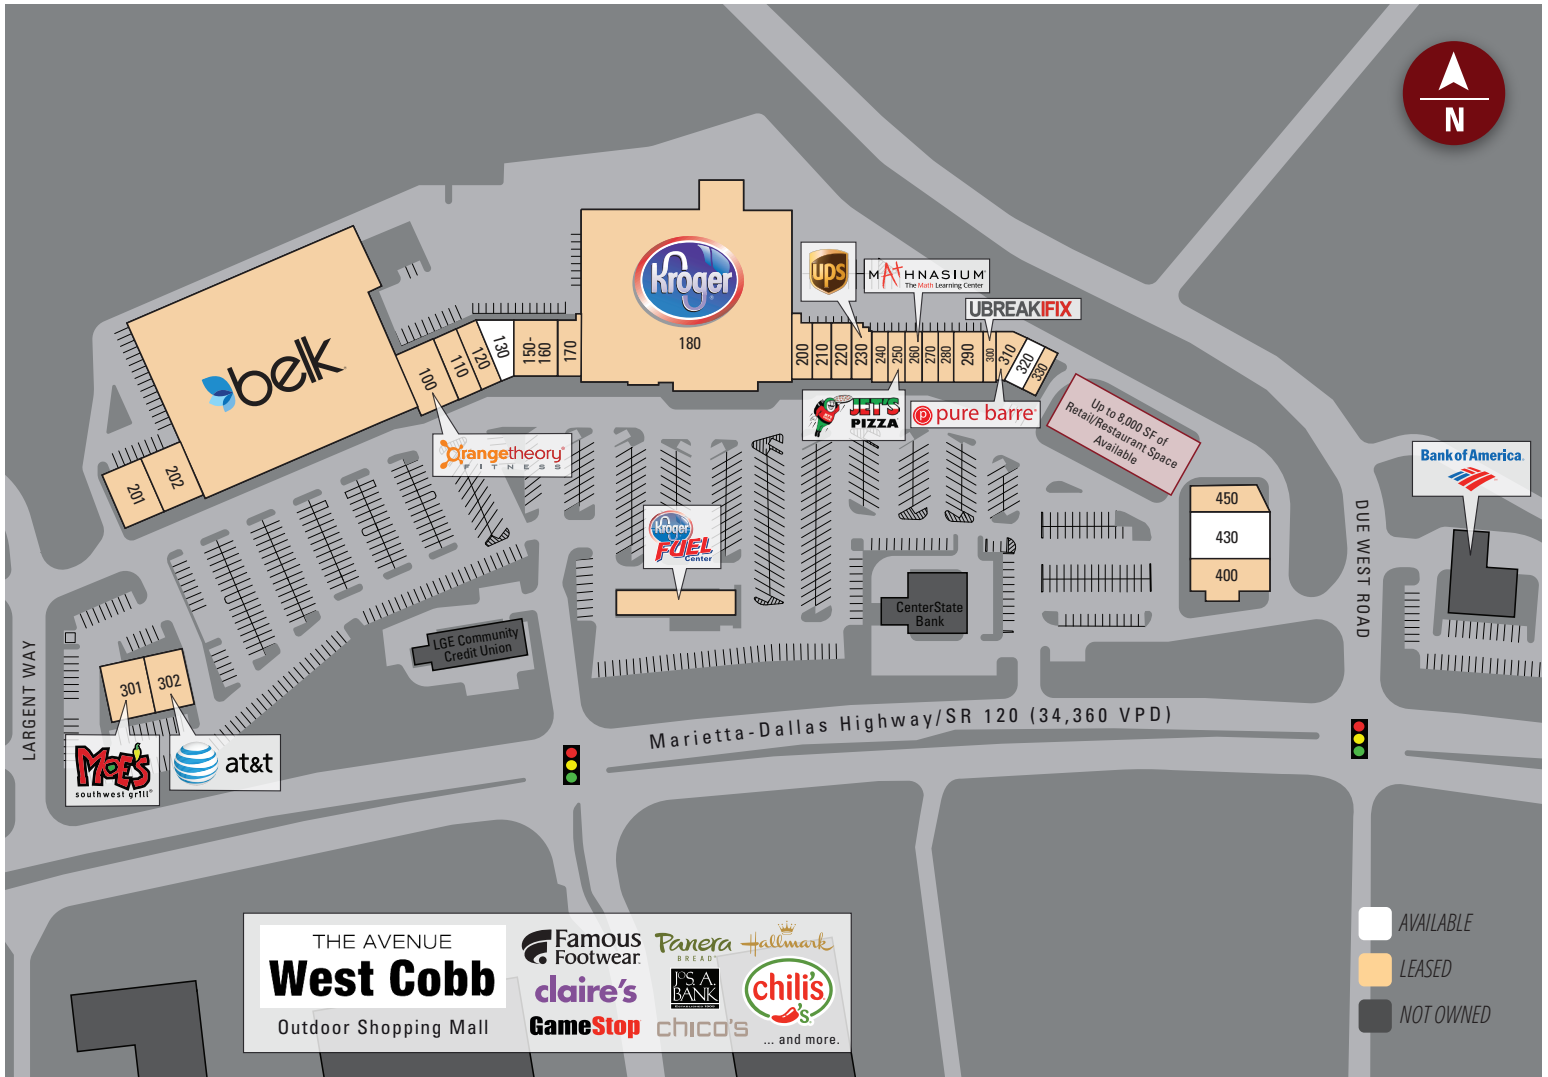 N
belk
Kroger
180
ups
MATHNASIUM
The Math Learning Center
UBREAKIFIX
201
202
100
110
120
130
150-
160
170
200
210
220
230
240
250
260
270
280
290
300
310
320
330
Orangetheory
FITNESS
JET'S
PIZZA
pure barre
Up to 8,000 SF of
Retail/Restaurant Space
Available
Bank of America
450
430
400
Kroger
FUEL
Center
CenterState
Bank
LGE Community
Credit Union
DUE WEST ROAD
LARGENT WAY
301
302
MOE'S
southwest grill
at&t
Marietta-Dallas Highway/SR 120 (34,360 VPD)
THE AVENUE
West Cobb
Outdoor Shopping Mall
FAMOUS
FOOTWEAR
Panera
BREAD
Hallmark
claire's
JOS. A.
BANK
chili's
GameStop
chico's
... and more.
AVAILABLE
LEASED
NOT OWNED